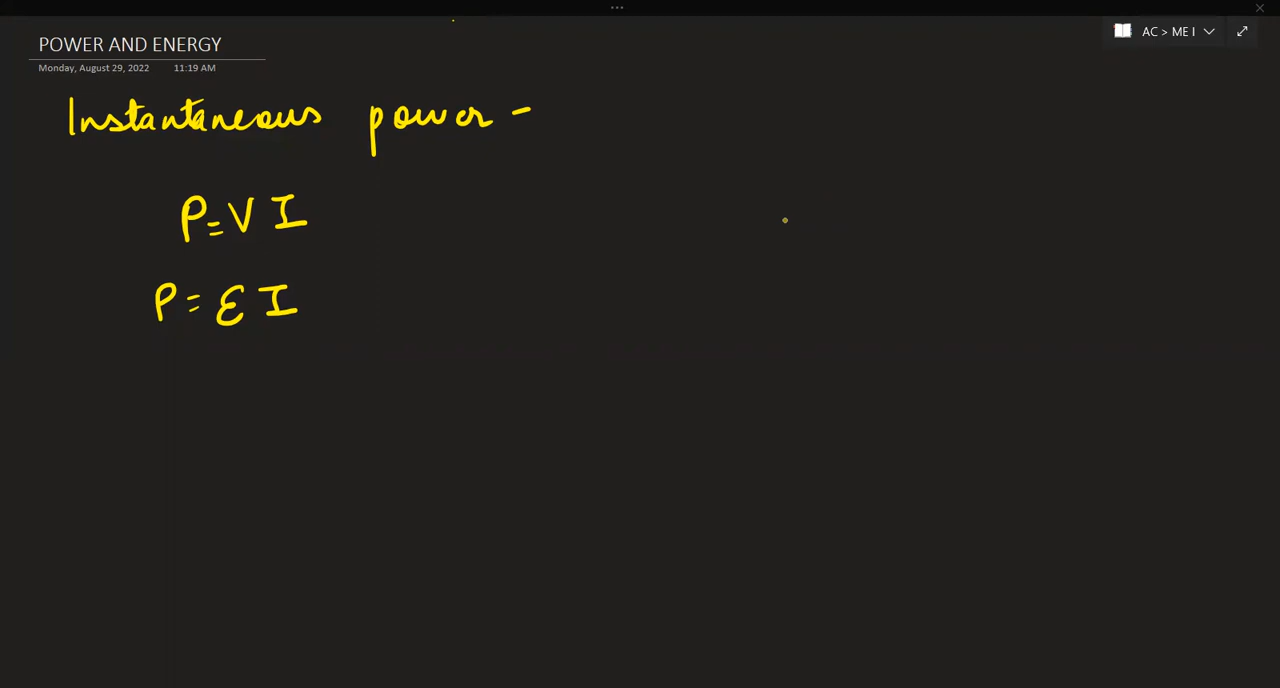 AC > ME I
POWER AND ENERGY
Monday, August 29, 2022 11:19 AM
Instantaneous power -
P = V I
P = ε I